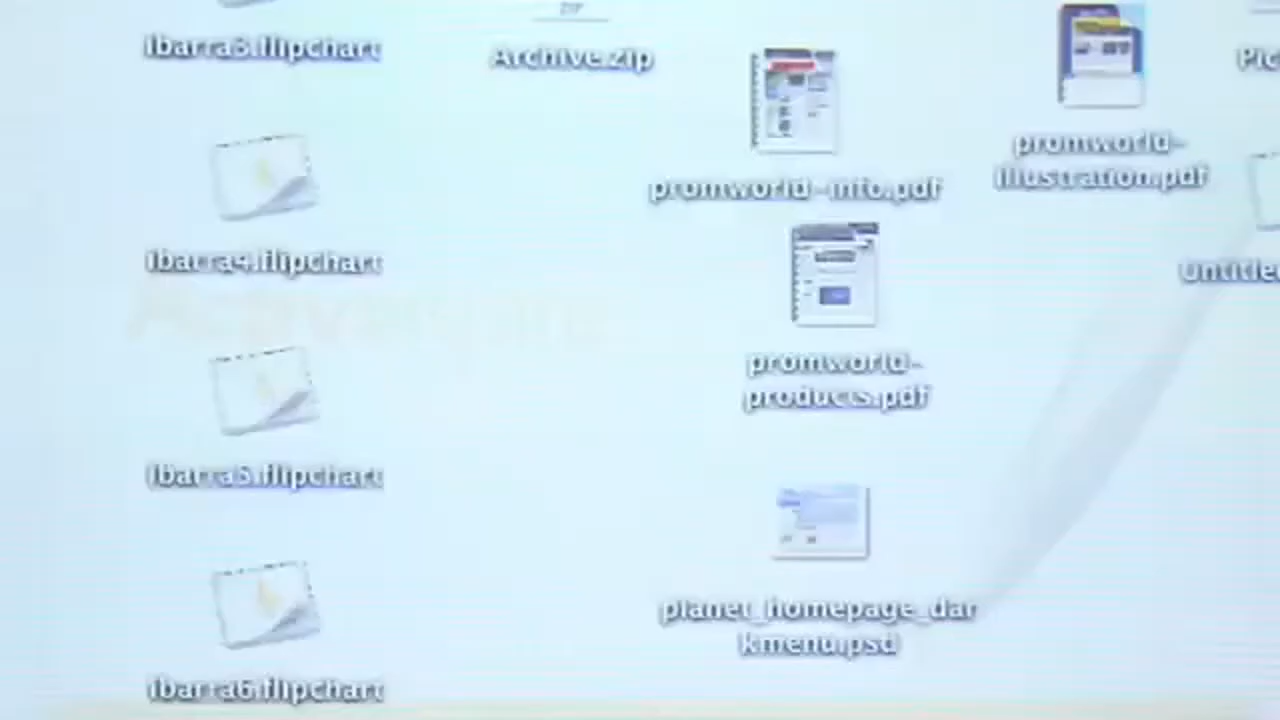 ibarra3.flipchart
ZIP
Archive.zip
promworld-info.pdf
promworld-
illustration.pdf
ibarra4.flipchart
promworld-
products.pdf
ibarra5.flipchart
planet_homepage_dar
kmenu.psd
ibarra6.flipchart